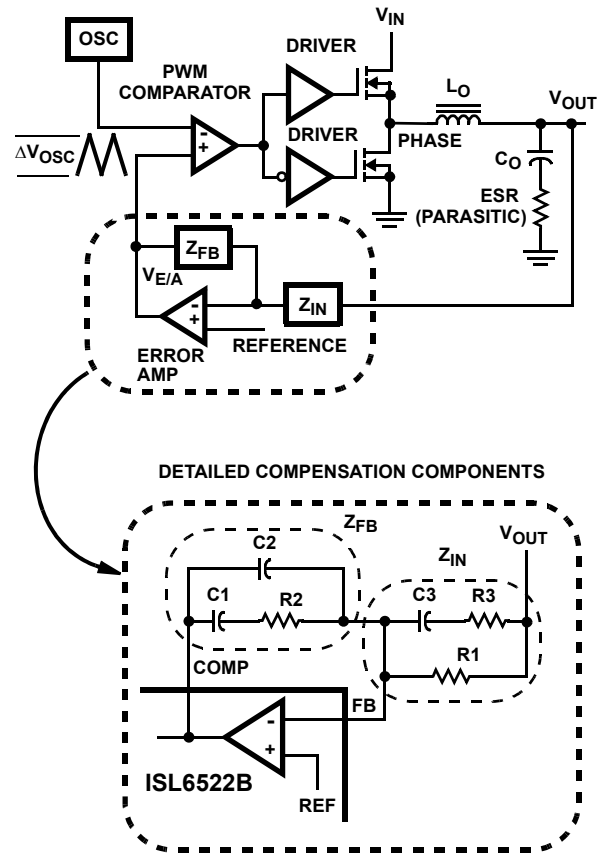 OSC
PWM
COMPARATOR
DRIVER
V_IN
DRIVER
L_O
V_OUT
ΔV_OSC
PHASE
C_O
ESR
(PARASITIC)
Z_FB
V_E/A
Z_IN
REFERENCE
ERROR
AMP
DETAILED COMPENSATION COMPONENTS
Z_FB
V_OUT
C2
Z_IN
C1
R2
C3
R3
R1
COMP
FB
ISL6522B
REF
-
+
-
+
-
+